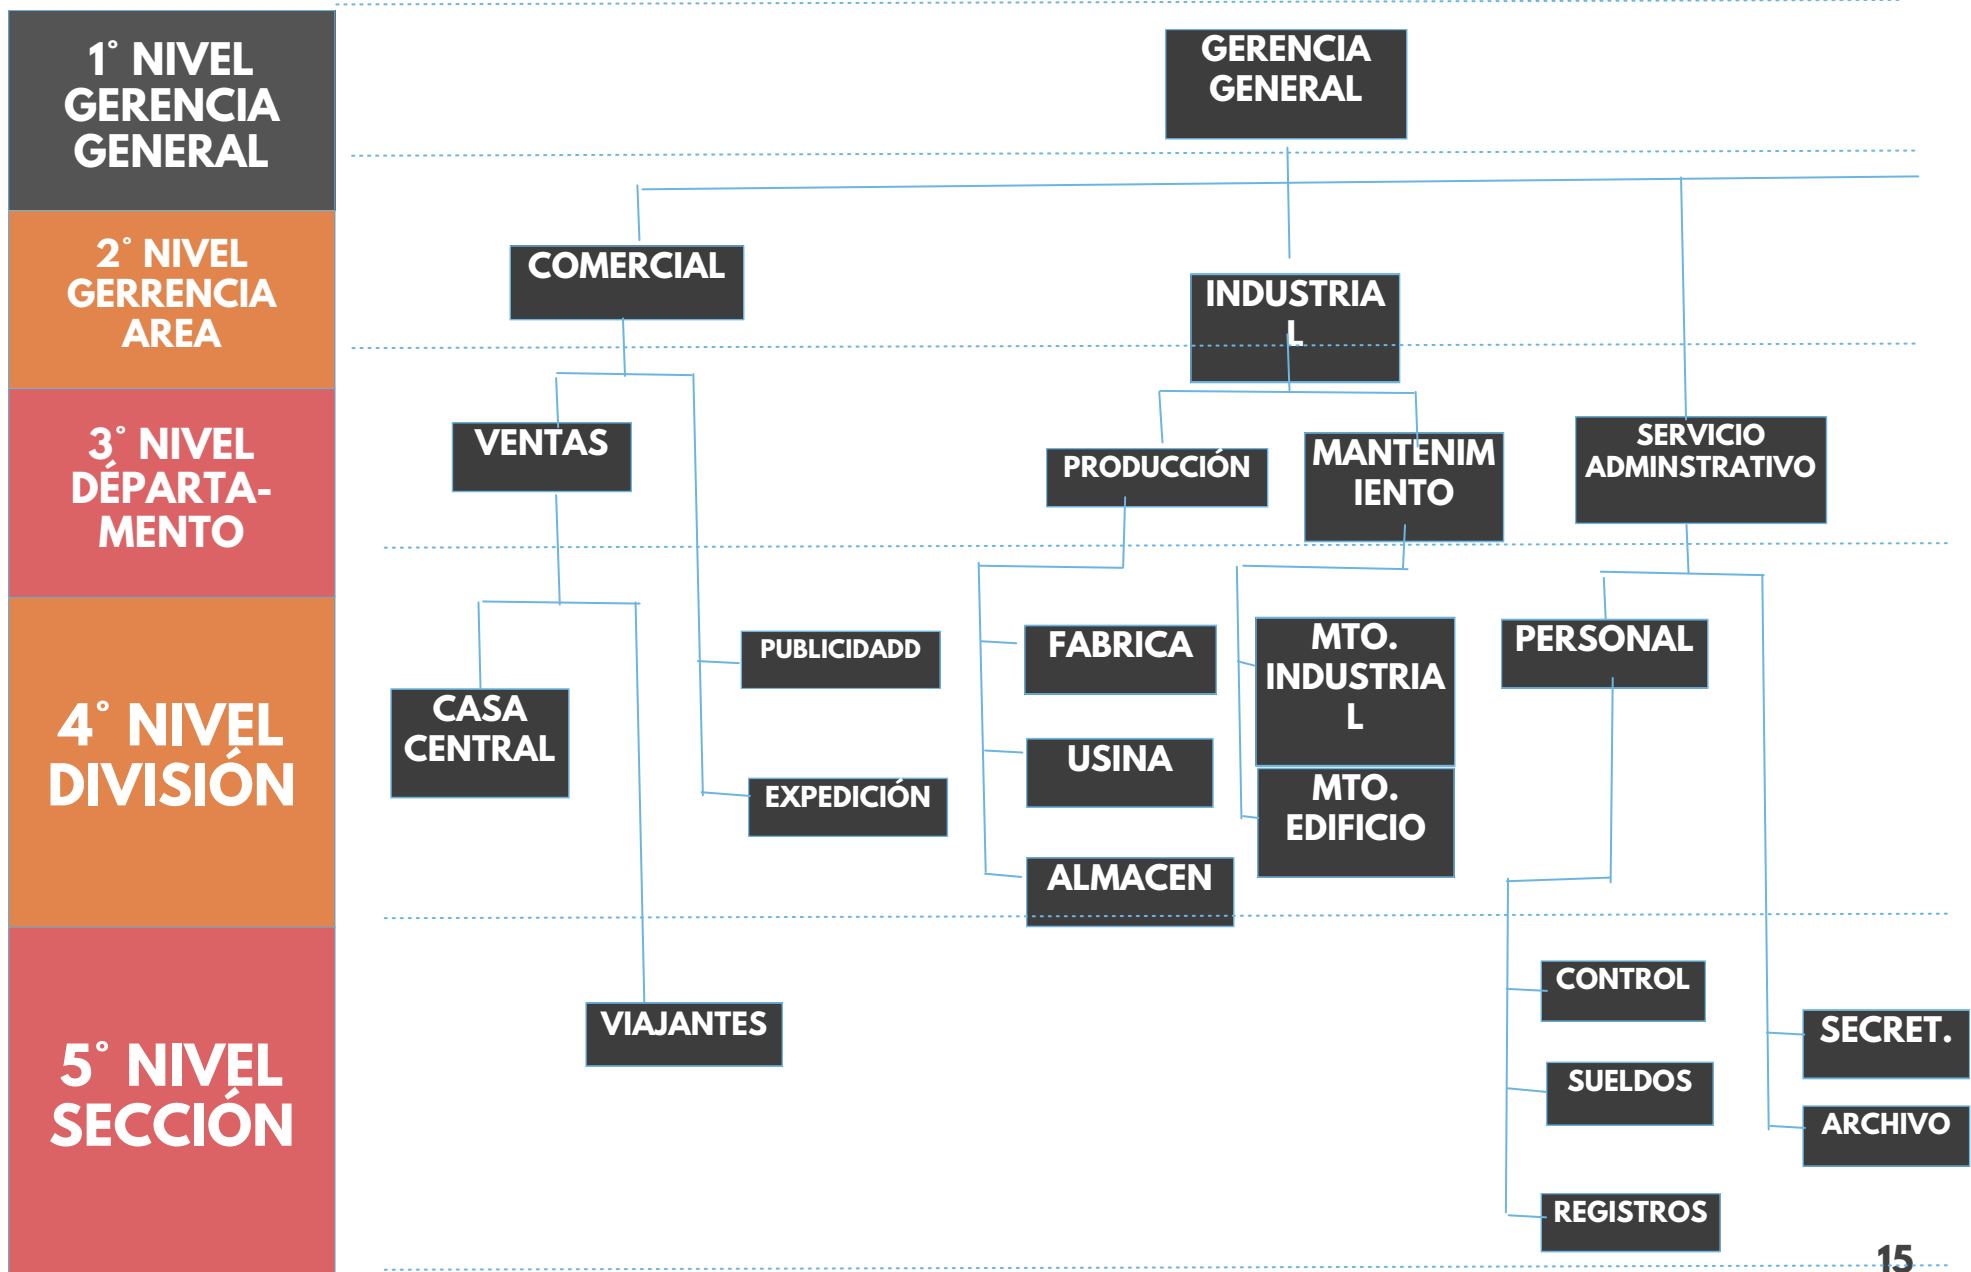 1° NIVEL
GERENCIA
GENERAL
GERENCIA
GENERAL
2° NIVEL
GERRENCIA
AREA
COMERCIAL
INDUSTRIA
L
3° NIVEL
DÉPARTA-
MENTO
VENTAS
PRODUCCIÓN
MANTENIM
IENTO
SERVICIO
ADMINSTRATIVO
4° NIVEL
DIVISIÓN
CASA
CENTRAL
PUBLICIDADD
EXPEDICIÓN
FABRICA
USINA
ALMACEN
MTO.
INDUSTRIA
L
MTO.
EDIFICIO
PERSONAL
5° NIVEL
SECCIÓN
VIAJANTES
CONTROL
SUELDOS
REGISTROS
SECRET.
ARCHIVO
15